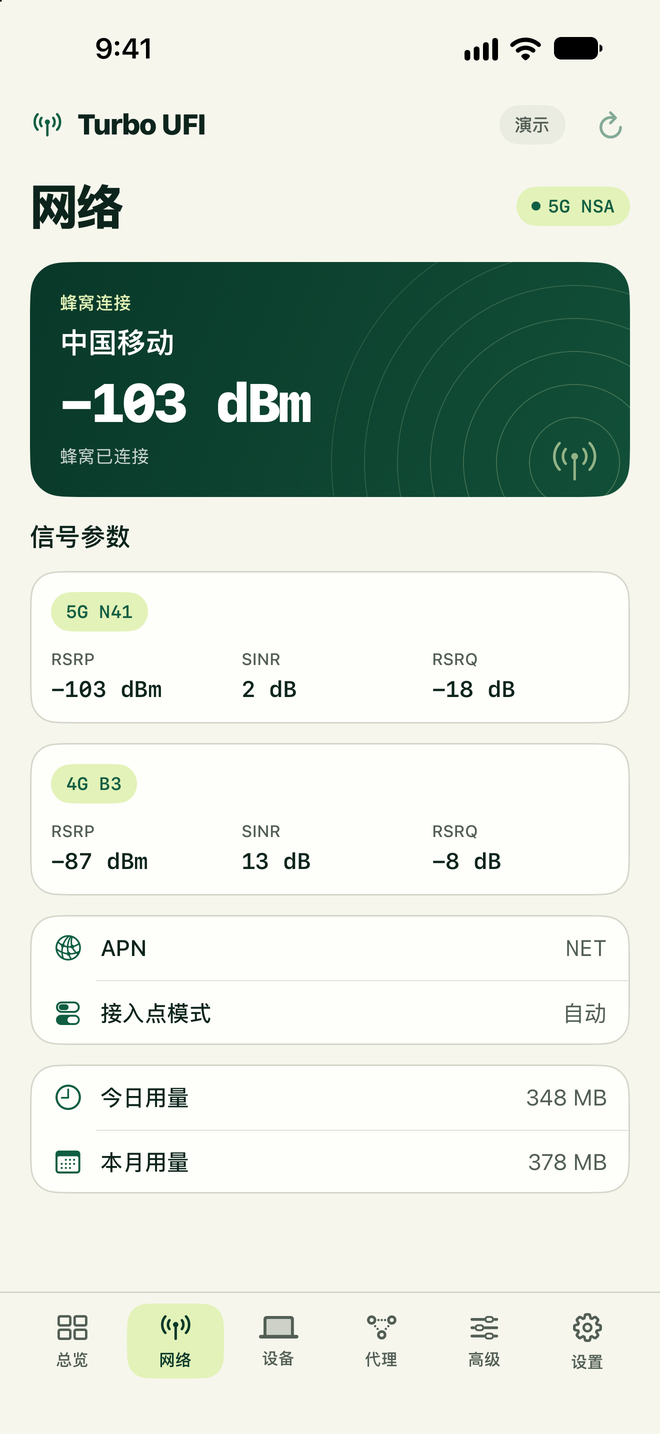 9:41
Turbo UFI
演示
网络
5G NSA
蜂窝连接
中国移动
−103 dBm
蜂窝已连接
信号参数
5G N41
RSRP SINR RSRQ
−103 dBm 2 dB −18 dB
4G B3
RSRP SINR RSRQ
−87 dBm 13 dB −8 dB
APN NET
接入点模式 自动
今日用量 348 MB
本月用量 378 MB
总览 网络 设备 代理 高级 设置